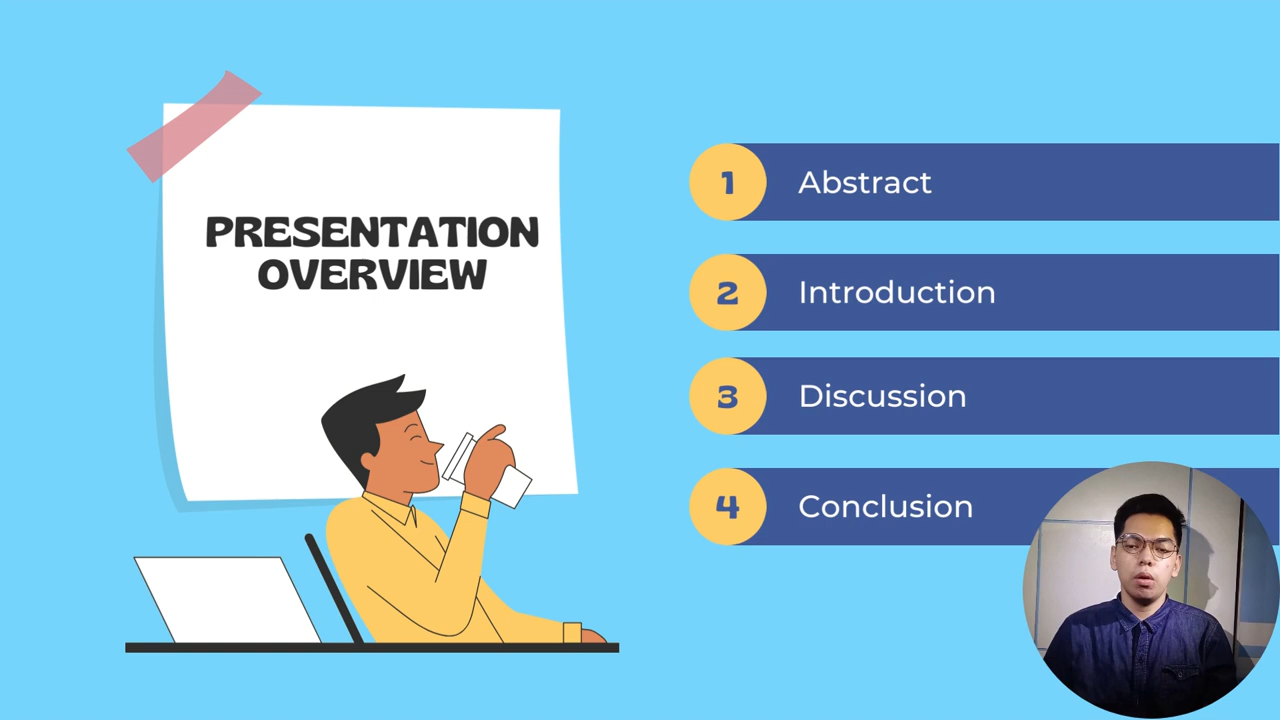 PRESENTATION
OVERVIEW
1 Abstract
2 Introduction
3 Discussion
4 Conclusion